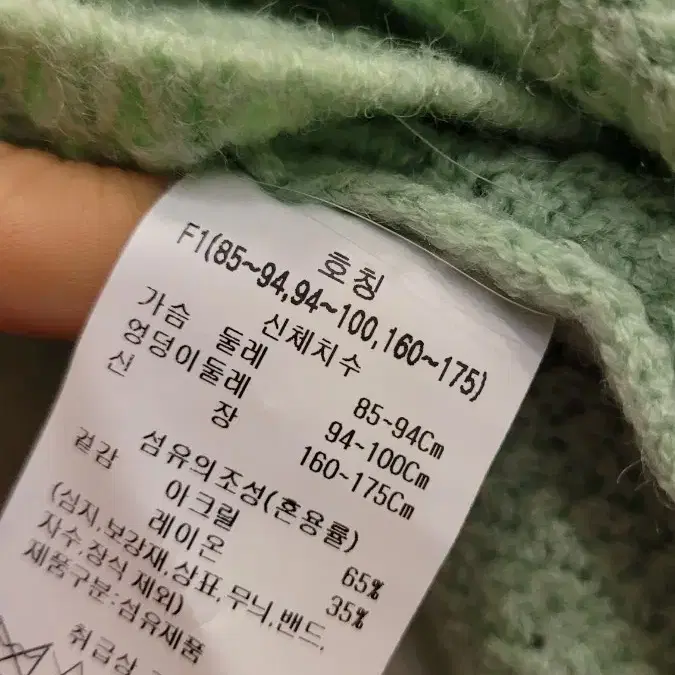 호칭
F1(85~94,94~100,160~175)
신체치수
가슴 둘레 85-94Cm
엉덩이둘레 94-100Cm
신 장 160-175Cm
섬유의조성(혼용률)
겉감 아크릴 65%
레이온 35%
(심지,보강재,상표,무늬,밴드,
자수,장식 제외)
제품구분:섬유제품
취급상